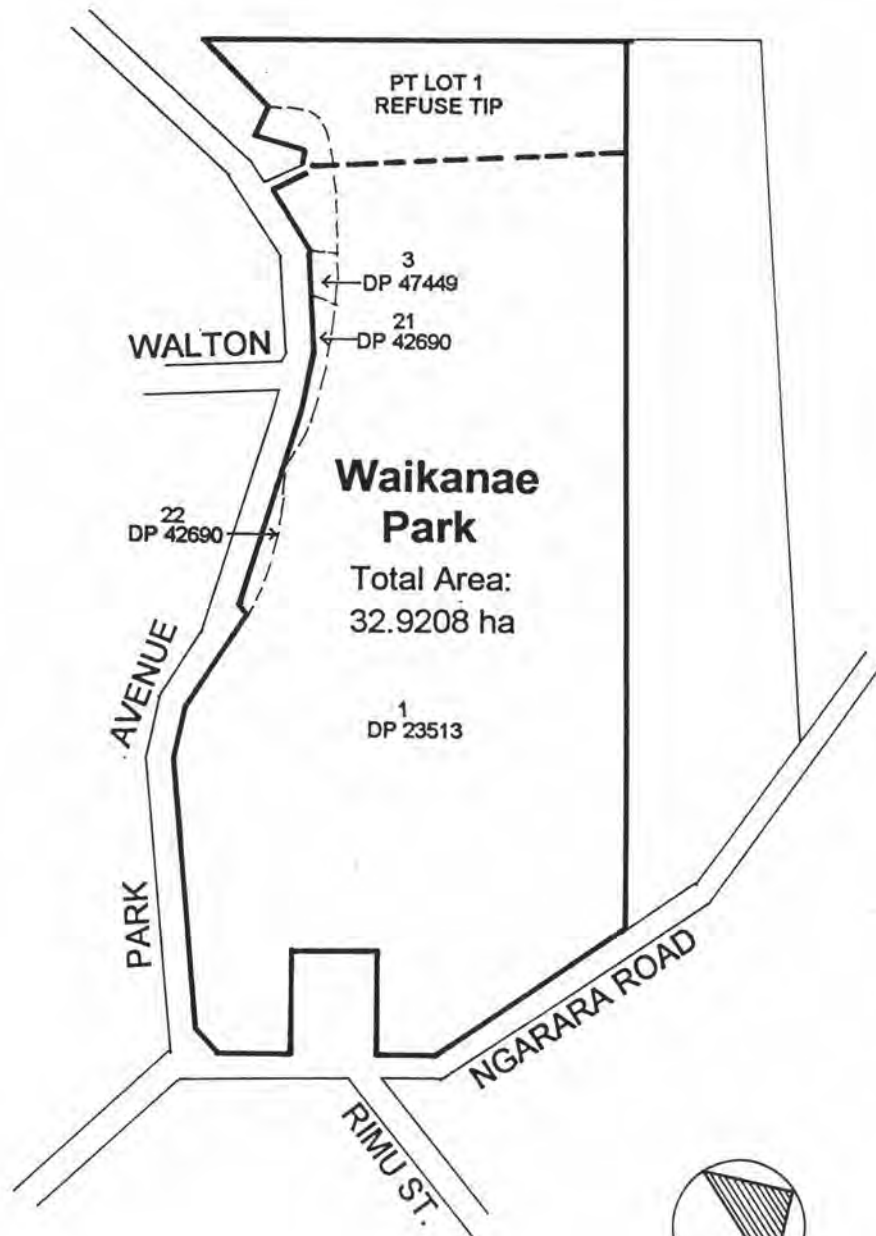 PT LOT 1
REFUSE TIP
3
DP 47449
21
DP 42690
WALTON
Waikanae
Park
Total Area:
32.9208 ha
22
DP 42690
1
DP 23513
PARK AVENUE
NGARARA ROAD
RIMU ST.